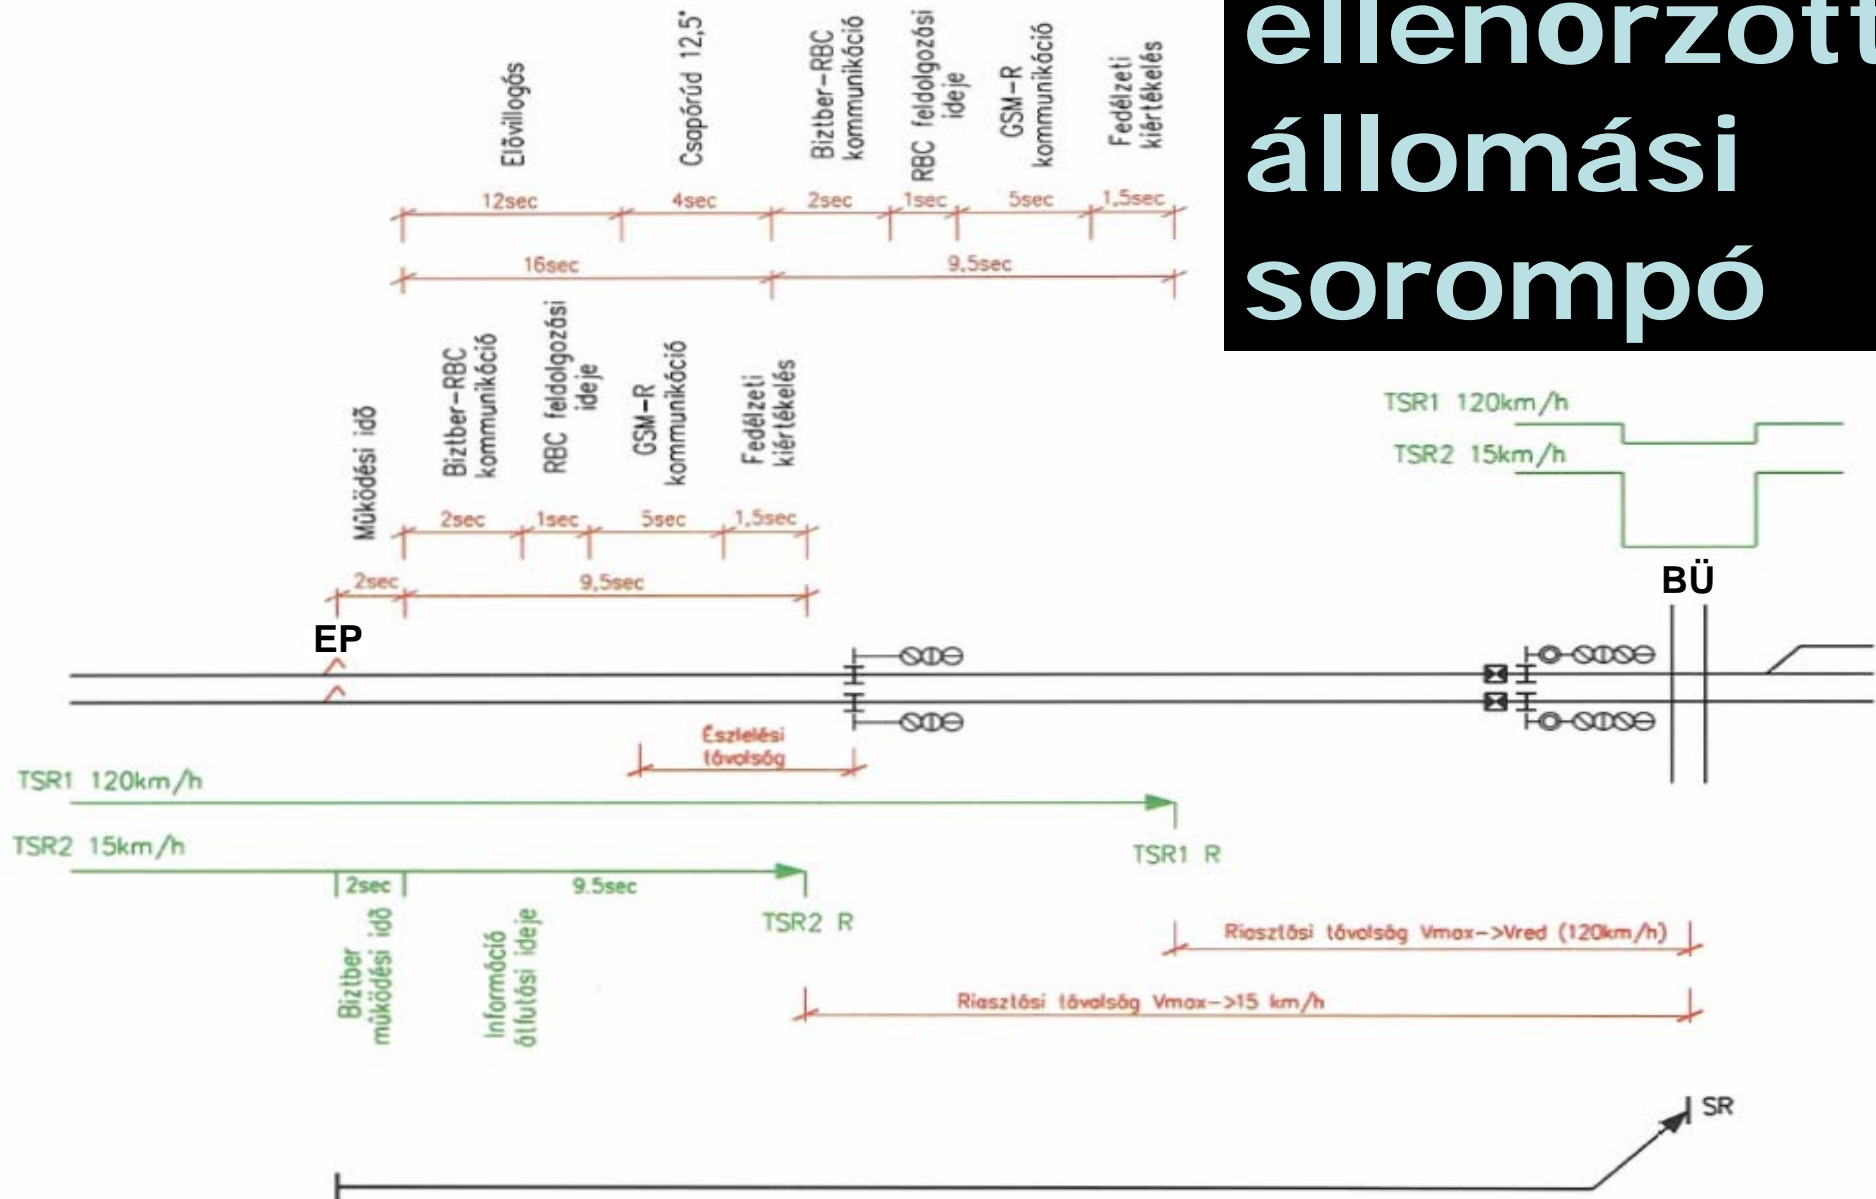 ellenőrzött
állomási
sorompó
Elővillogás
Csapórúd 12,5"
Biztber-RBC
kommunikáció
RBC feldolgozási
ideje
GSM-R
kommunikáció
Fedélzeti
kiértékelés
12sec
4sec
2sec
1sec
5sec
1,5sec
16sec
9,5sec
Működési idő
Biztber-RBC
kommunikáció
RBC feldolgozási
ideje
GSM-R
kommunikáció
Fedélzeti
kiértékelés
2sec
1sec
5sec
1,5sec
2sec
9,5sec
TSR1 120km/h
TSR2 15km/h
BÜ
EP
Észlelési
távolság
TSR1 120km/h
TSR1 R
TSR2 15km/h
2sec
9.5sec
TSR2 R
Biztber
működési idő
Információ
átfutási ideje
Riasztási távolság Vmax->Vred (120km/h)
Riasztási távolság Vmax->15 km/h
SR